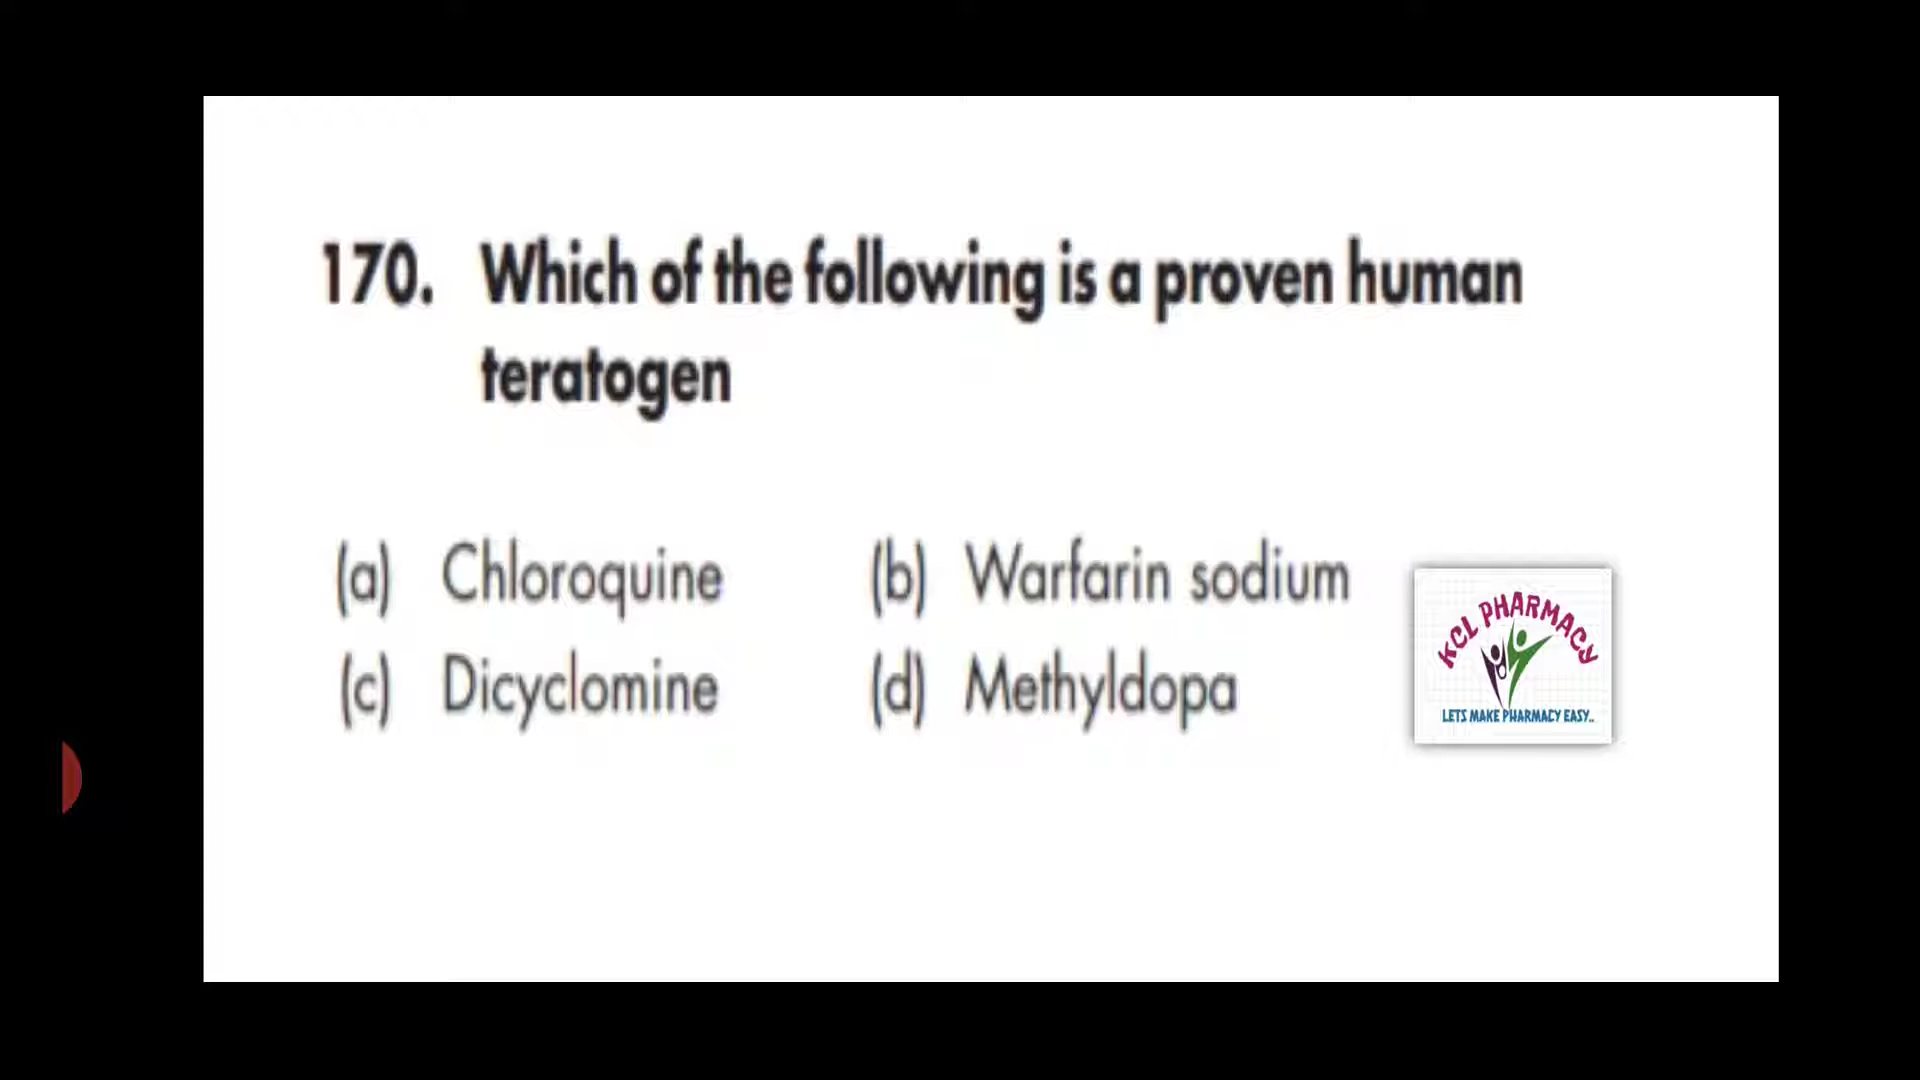 170. Which of the following is a proven human
teratogen
(a) Chloroquine (b) Warfarin sodium
(c) Dicyclomine (d) Methyldopa
KCL PHARMACY
LETS MAKE PHARMACY EASY..